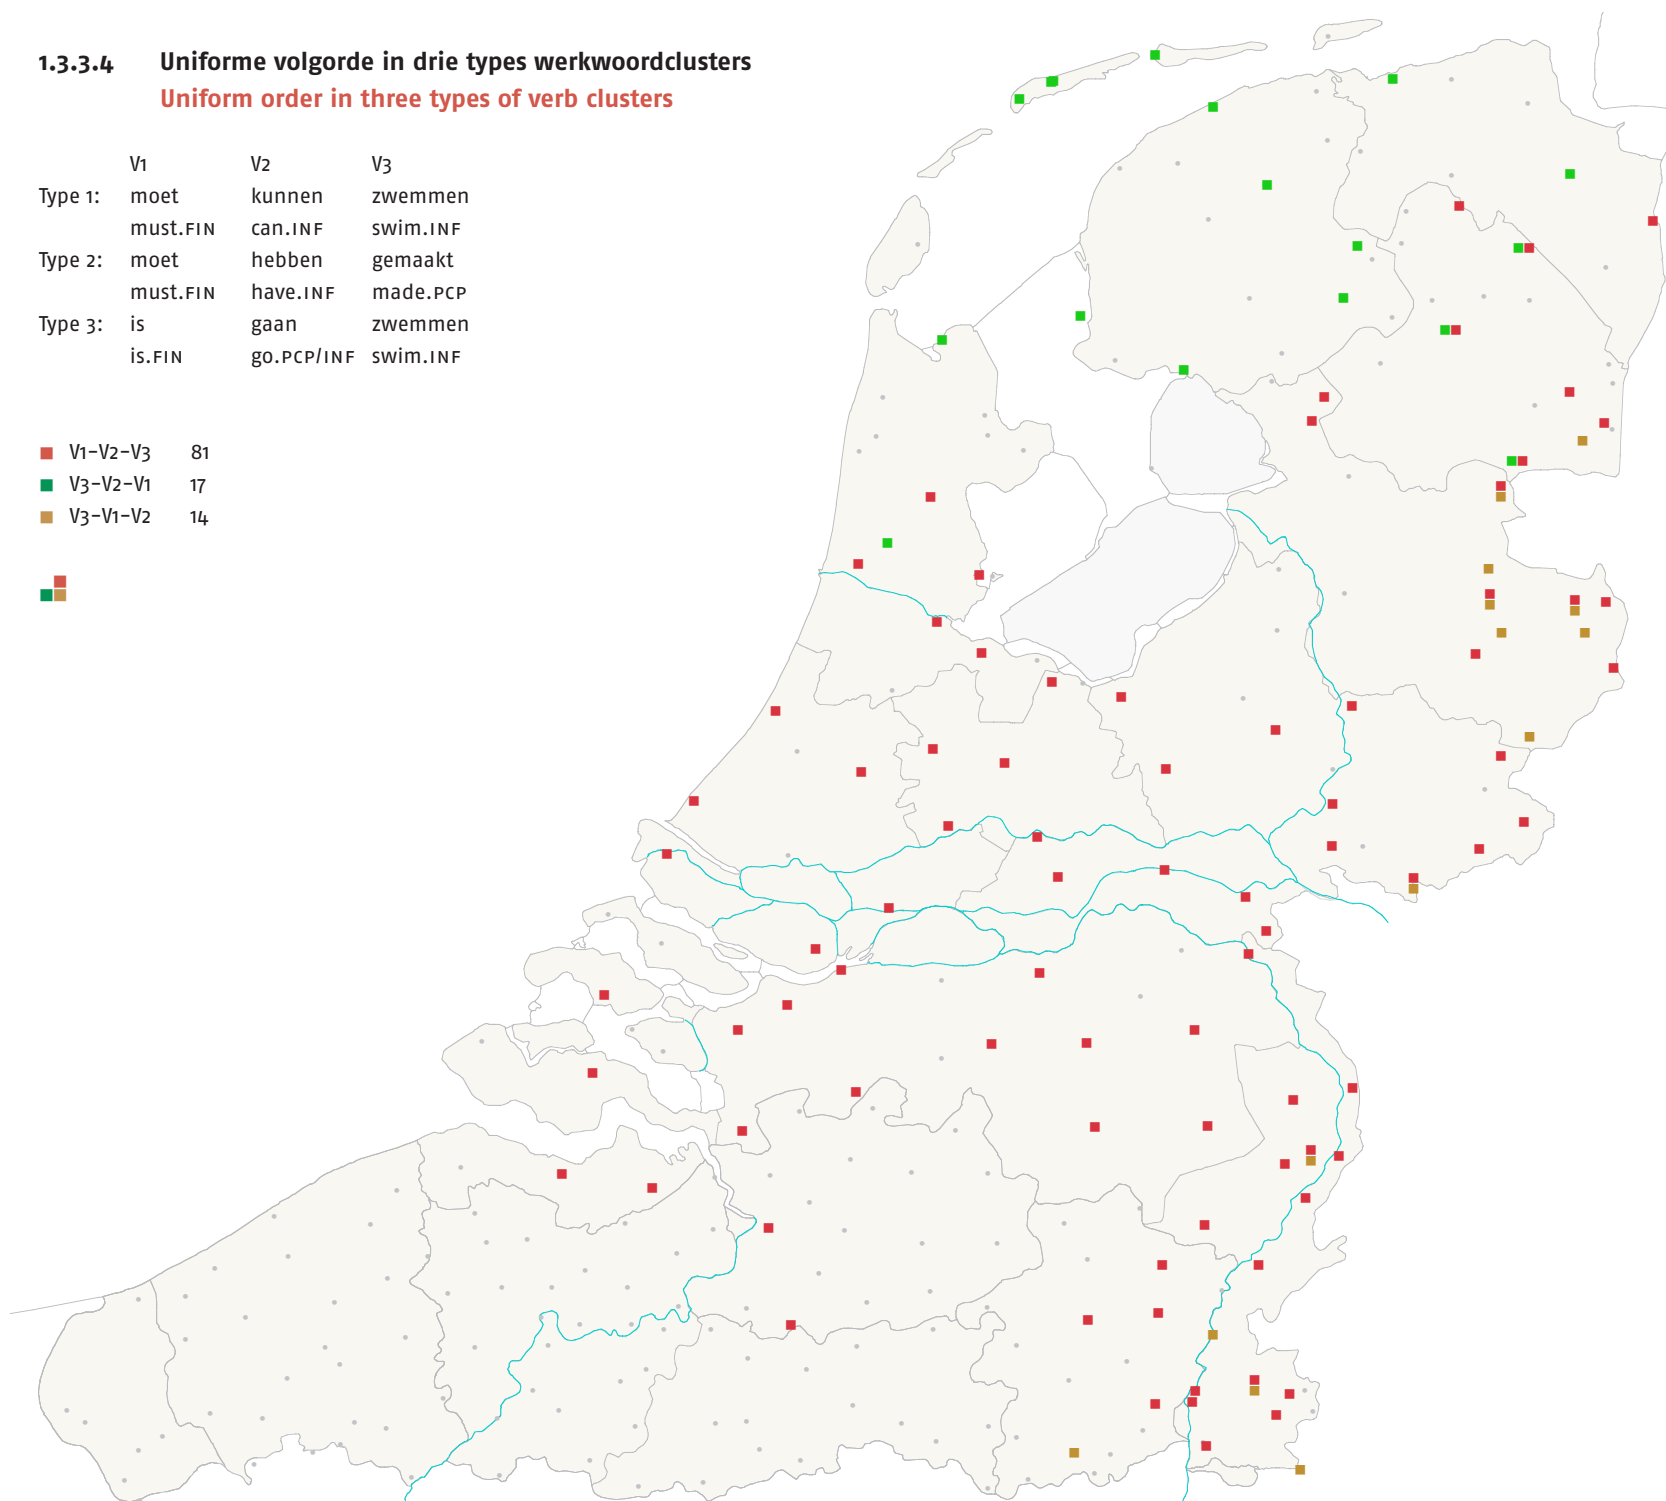 1.3.3.4 Uniforme volgorde in drie types werkwoordclusters
Uniform order in three types of verb clusters
V1 V2 V3
Type 1: moet kunnen zwemmen
must.FIN can.INF swim.INF
Type 2: moet hebben gemaakt
must.FIN have.INF made.PCP
Type 3: is gaan zwemmen
is.FIN go.PCP/INF swim.INF
V1-V2-V3 81
V3-V2-V1 17
V3-V1-V2 14